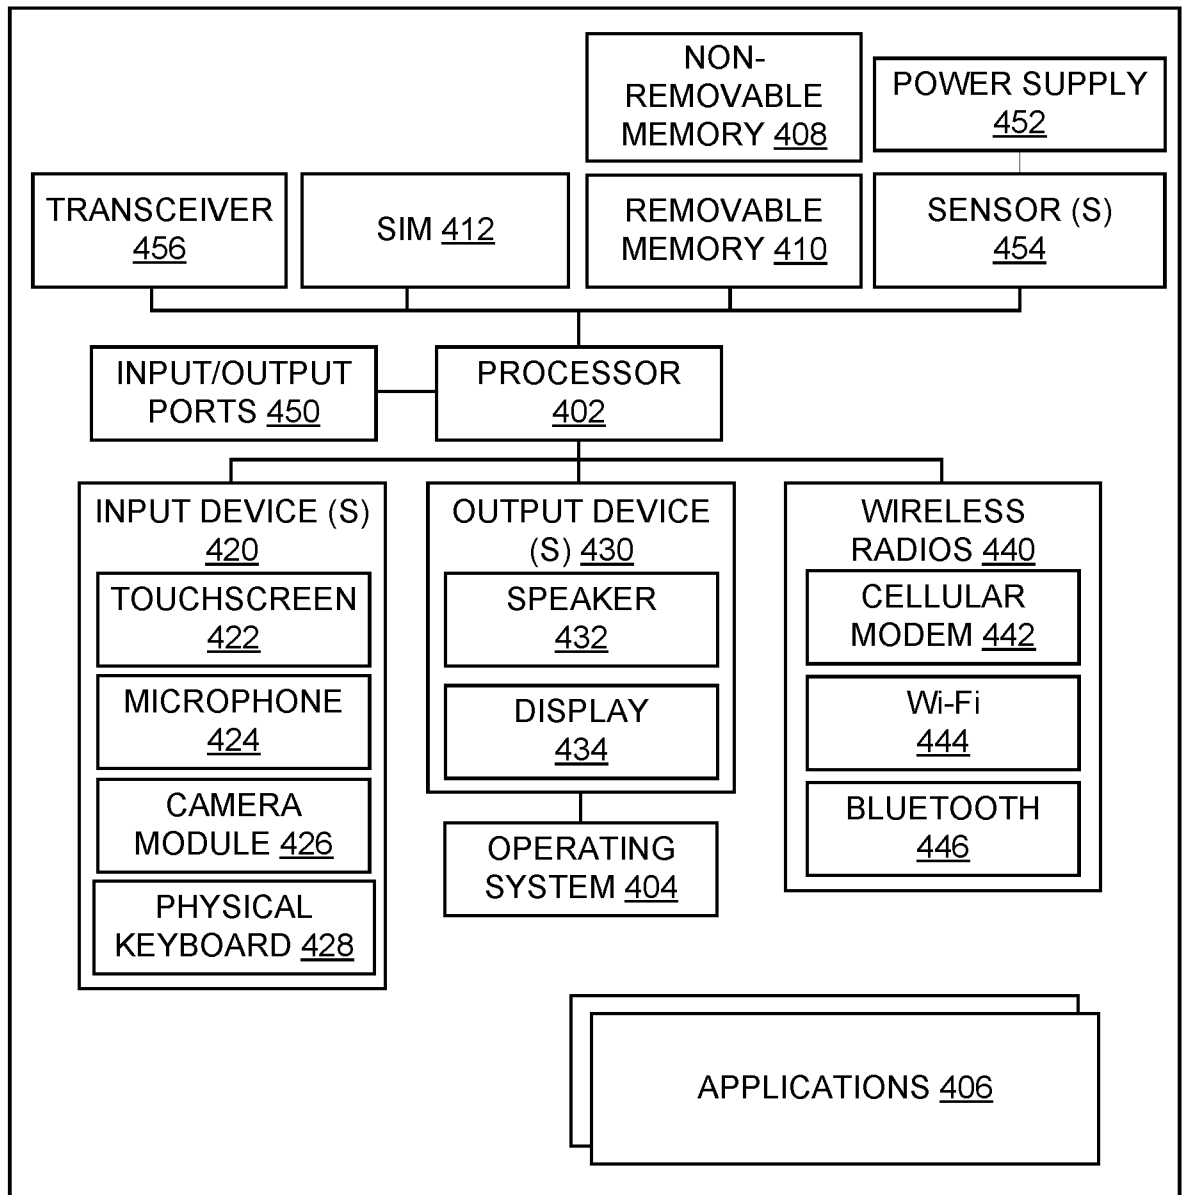 NON-
REMOVABLE
MEMORY 408
POWER SUPPLY
452
TRANSCEIVER
456
SIM 412
REMOVABLE
MEMORY 410
SENSOR (S)
454
INPUT/OUTPUT
PORTS 450
PROCESSOR
402
INPUT DEVICE (S)
420
TOUCHSCREEN
422
MICROPHONE
424
CAMERA
MODULE 426
PHYSICAL
KEYBOARD 428
OUTPUT DEVICE
(S) 430
SPEAKER
432
DISPLAY
434
OPERATING
SYSTEM 404
WIRELESS
RADIOS 440
CELLULAR
MODEM 442
Wi-Fi
444
BLUETOOTH
446
APPLICATIONS 406